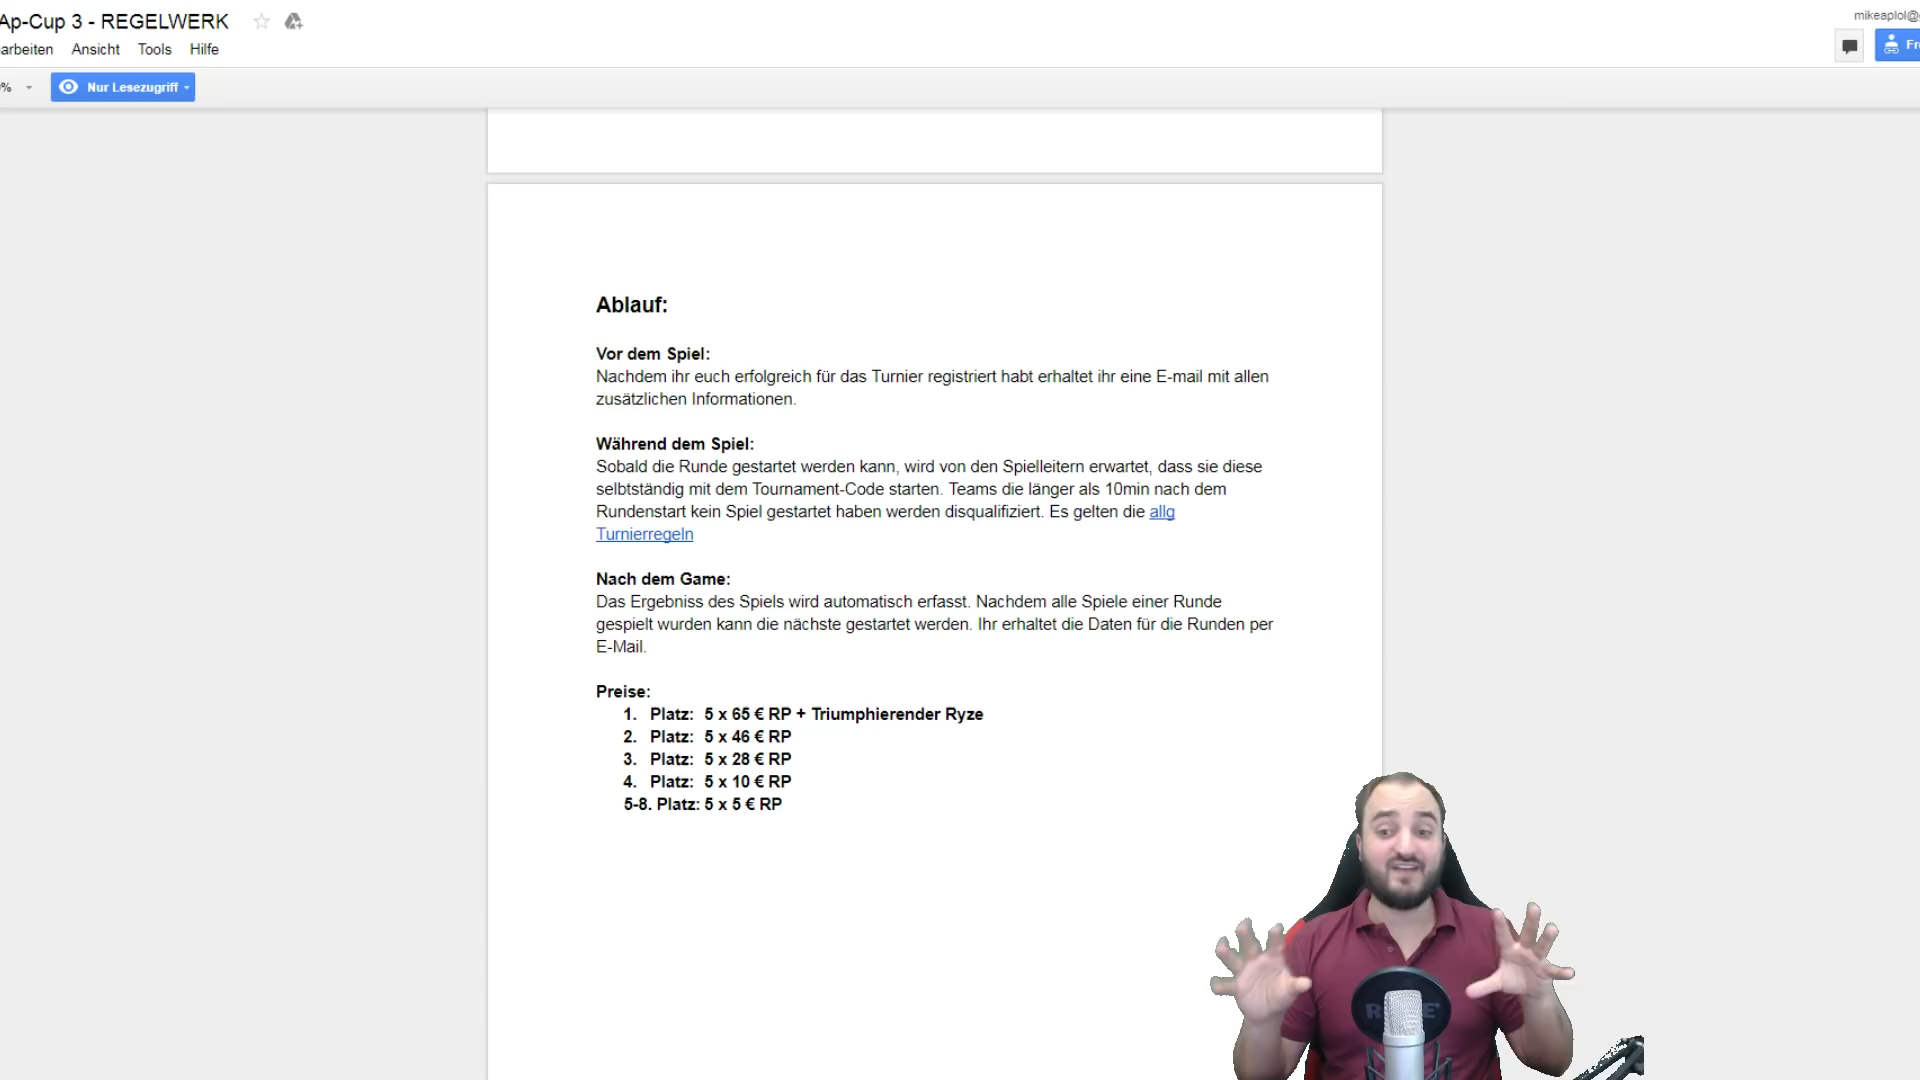 Ap-Cup 3 - REGELWERK
mikeaplol@
arbeiten Ansicht Tools Hilfe
% Nur Lesezugriff
Fr
Ablauf:
Vor dem Spiel:
Nachdem ihr euch erfolgreich für das Turnier registriert habt erhaltet ihr eine E-mail mit allen
zusätzlichen Informationen.
Während dem Spiel:
Sobald die Runde gestartet werden kann, wird von den Spielleitern erwartet, dass sie diese
selbtständig mit dem Tournament-Code starten. Teams die länger als 10min nach dem
Rundenstart kein Spiel gestartet haben werden disqualifiziert. Es gelten die allg
Turnierregeln
Nach dem Game:
Das Ergebniss des Spiels wird automatisch erfasst. Nachdem alle Spiele einer Runde
gespielt wurden kann die nächste gestartet werden. Ihr erhaltet die Daten für die Runden per
E-Mail.
Preise:
1. Platz: 5 x 65 € RP + Triumphierender Ryze
2. Platz: 5 x 46 € RP
3. Platz: 5 x 28 € RP
4. Platz: 5 x 10 € RP
5-8. Platz: 5 x 5 € RP